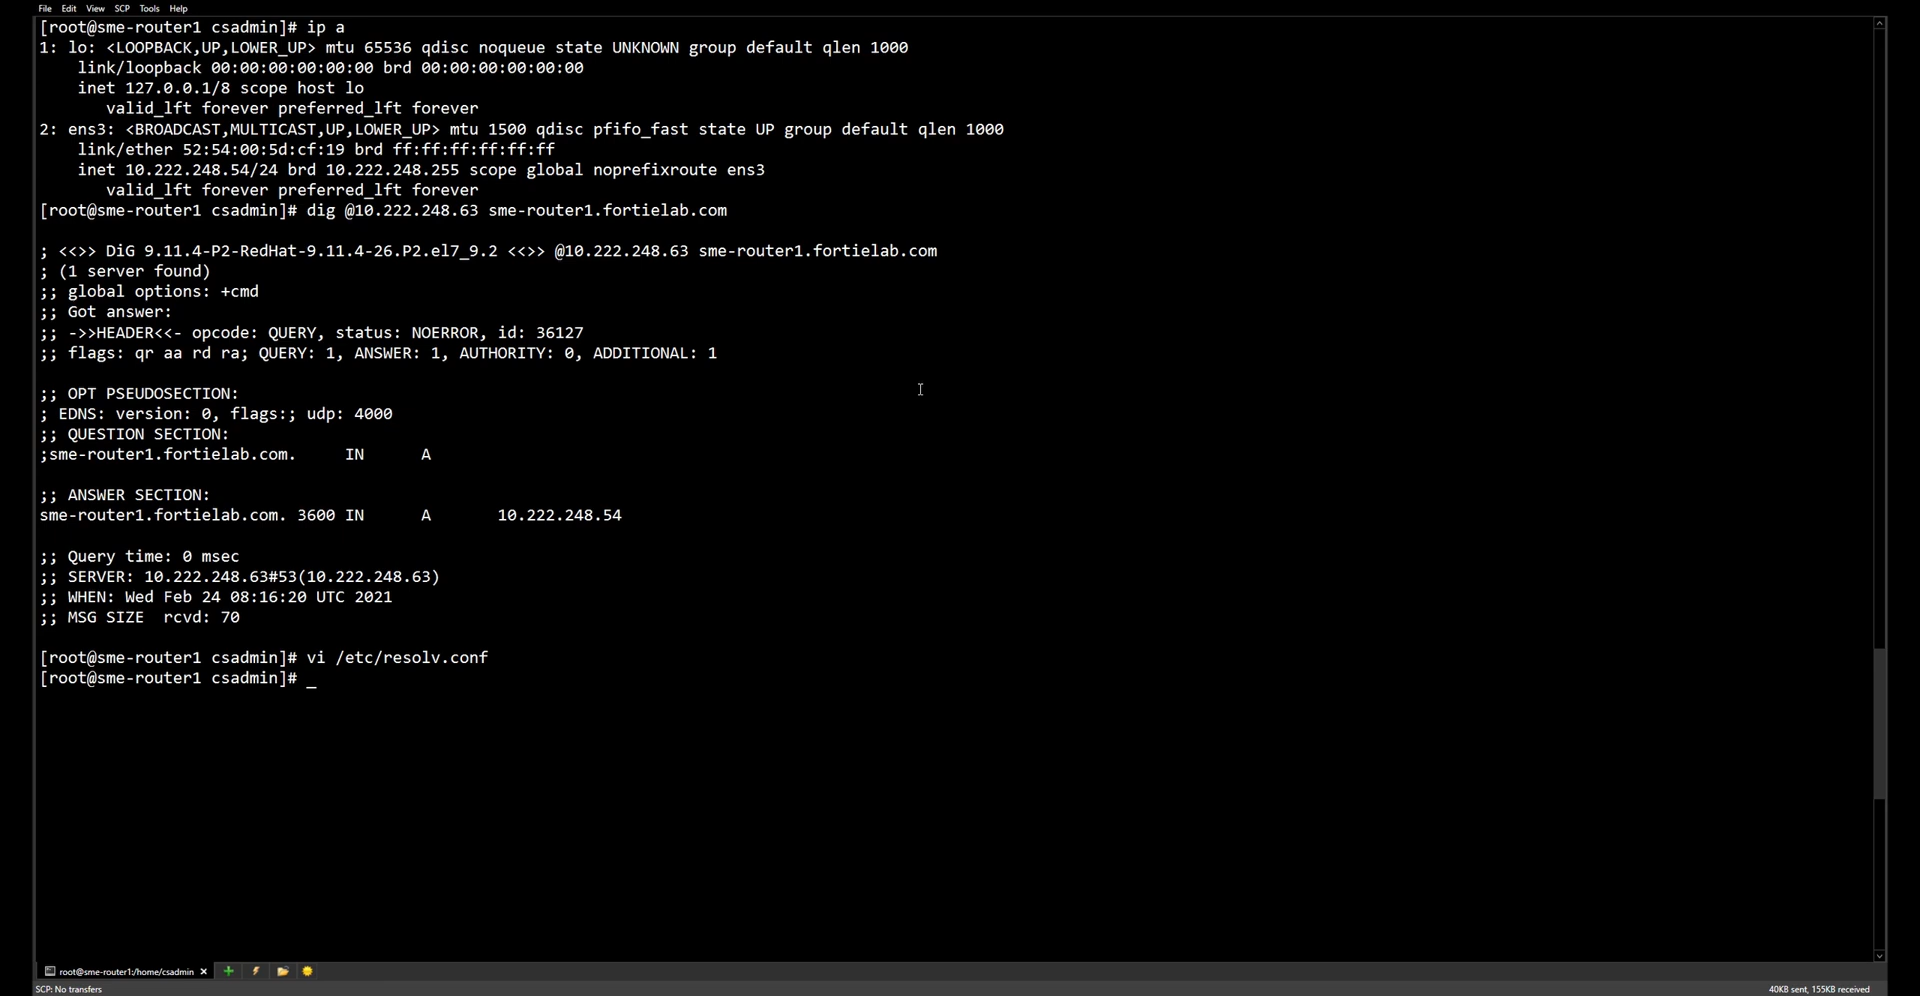 File Edit View SCP Tools Help
[root@sme-router1 csadmin]# ip a
1: lo: <LOOPBACK,UP,LOWER_UP> mtu 65536 qdisc noqueue state UNKNOWN group default qlen 1000
    link/loopback 00:00:00:00:00:00 brd 00:00:00:00:00:00
    inet 127.0.0.1/8 scope host lo
       valid_lft forever preferred_lft forever
2: ens3: <BROADCAST,MULTICAST,UP,LOWER_UP> mtu 1500 qdisc pfifo_fast state UP group default qlen 1000
    link/ether 52:54:00:5d:cf:19 brd ff:ff:ff:ff:ff:ff
    inet 10.222.248.54/24 brd 10.222.248.255 scope global noprefixroute ens3
       valid_lft forever preferred_lft forever
[root@sme-router1 csadmin]# dig @10.222.248.63 sme-router1.fortielab.com

; <<>> DiG 9.11.4-P2-RedHat-9.11.4-26.P2.el7_9.2 <<>> @10.222.248.63 sme-router1.fortielab.com
; (1 server found)
;; global options: +cmd
;; Got answer:
;; ->>HEADER<<- opcode: QUERY, status: NOERROR, id: 36127
;; flags: qr aa rd ra; QUERY: 1, ANSWER: 1, AUTHORITY: 0, ADDITIONAL: 1

;; OPT PSEUDOSECTION:
; EDNS: version: 0, flags:; udp: 4000
;; QUESTION SECTION:
;sme-router1.fortielab.com.     IN      A

;; ANSWER SECTION:
sme-router1.fortielab.com. 3600 IN      A       10.222.248.54

;; Query time: 0 msec
;; SERVER: 10.222.248.63#53(10.222.248.63)
;; WHEN: Wed Feb 24 08:16:20 UTC 2021
;; MSG SIZE  rcvd: 70

[root@sme-router1 csadmin]# vi /etc/resolv.conf
[root@sme-router1 csadmin]# _
root@sme-router1:/home/csadmin
SCP: No transfers 40KB sent, 155KB received